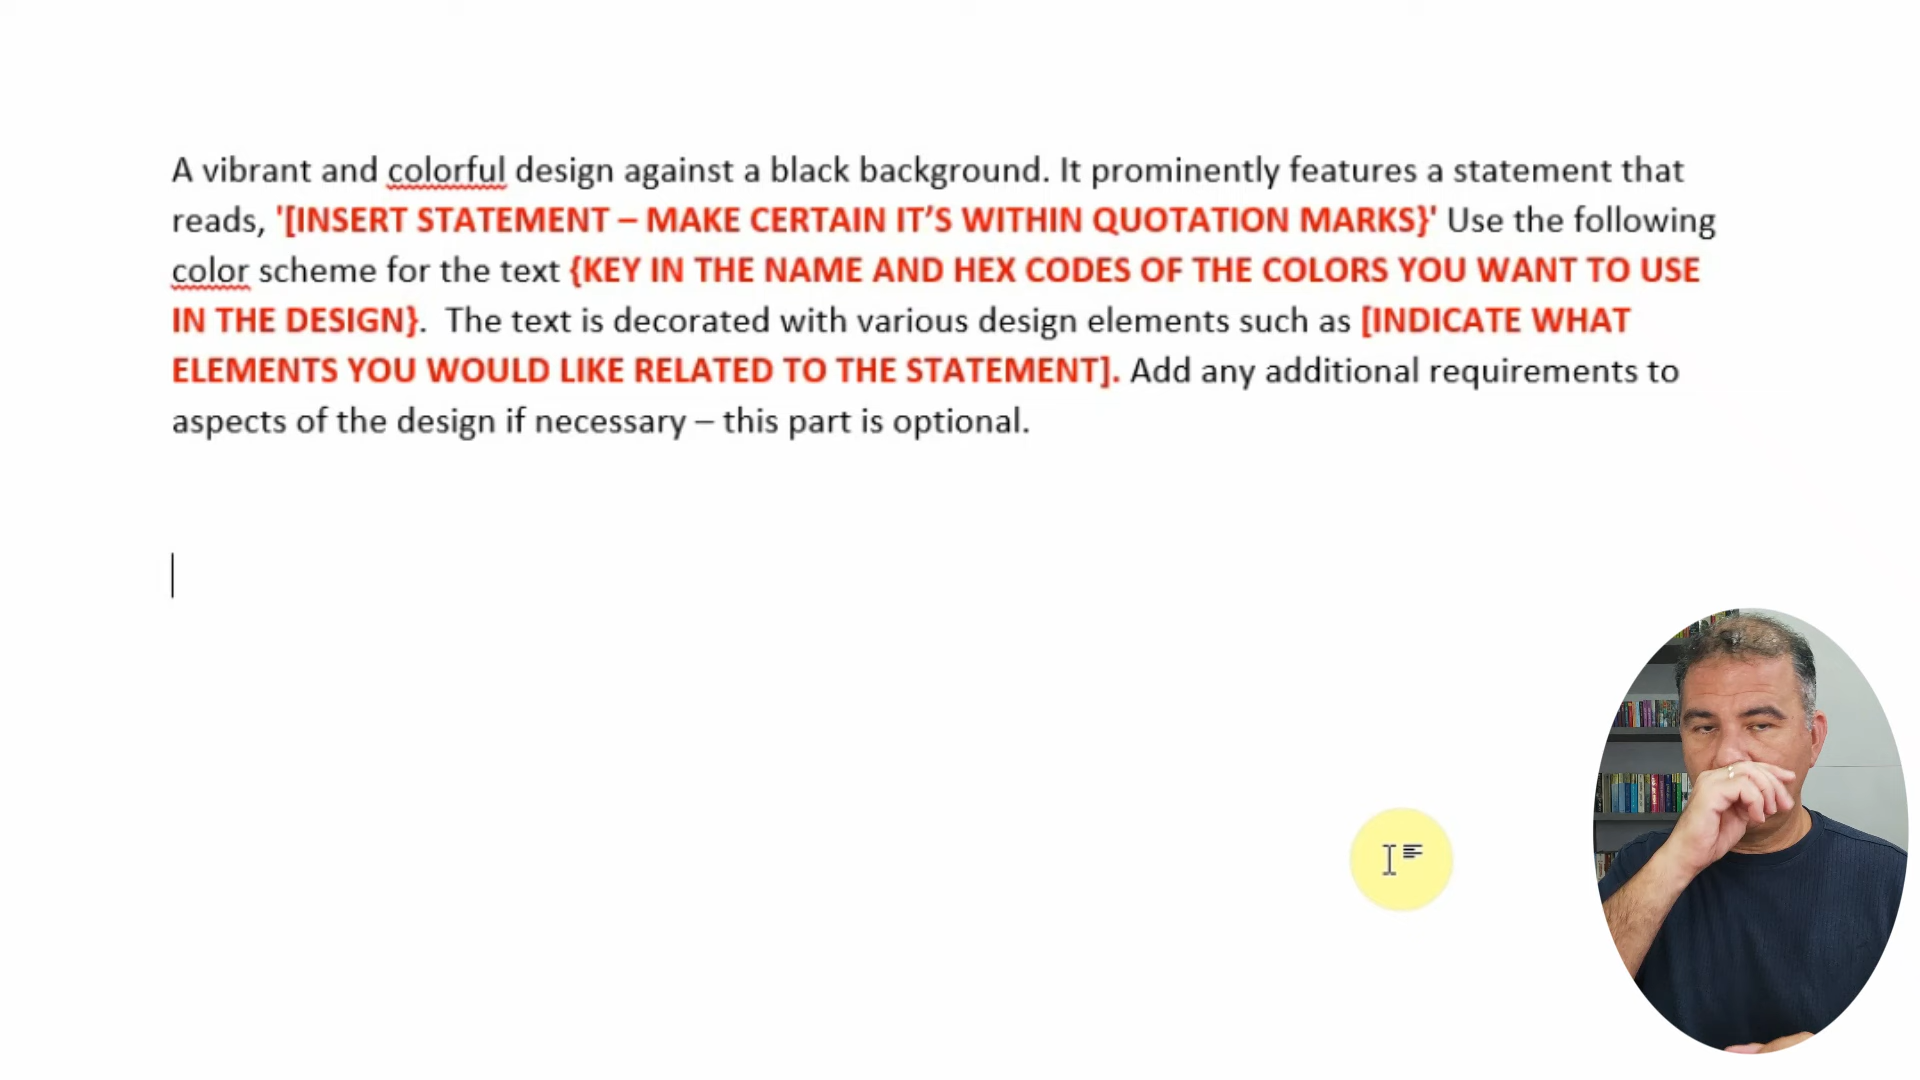 A vibrant and colorful design against a black background. It prominently features a statement that
reads, '[INSERT STATEMENT – MAKE CERTAIN IT’S WITHIN QUOTATION MARKS}' Use the following
color scheme for the text {KEY IN THE NAME AND HEX CODES OF THE COLORS YOU WANT TO USE
IN THE DESIGN}.  The text is decorated with various design elements such as [INDICATE WHAT
ELEMENTS YOU WOULD LIKE RELATED TO THE STATEMENT]. Add any additional requirements to
aspects of the design if necessary – this part is optional.